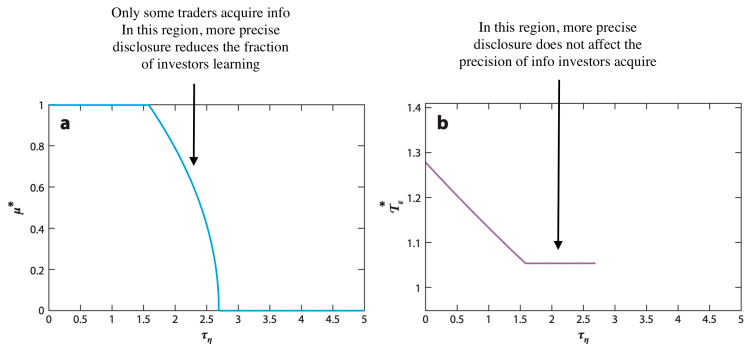 Only some traders acquire info
In this region, more precise
disclosure reduces the fraction
of investors learning
In this region, more precise
disclosure does not affect the
precision of info investors acquire
a
1
0.8
0.6
0.4
0.2
0
μ*
0 0.5 1 1.5 2 2.5 3 3.5 4 4.5 5
τη
b
1.4
1.3
1.2
1.1
1
τε*
0 0.5 1 1.5 2 2.5 3 3.5 4 4.5 5
τη